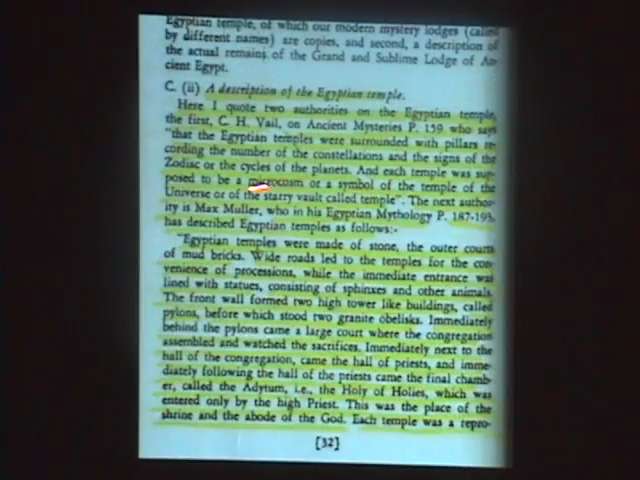 Egyptian temple, of which our modern mystery lodges (called
by different names) are copies, and second, a description of
the actual remains of the Grand and Sublime Lodge of An-
cient Egypt.
C. (ii) A description of the Egyptian temple.
Here I quote two authorities on the Egyptian temple,
the first, C. H. Vail, on Ancient Mysteries P. 159 who says
"that the Egyptian temples were surrounded with pillars re-
cording the number of the constellations and the signs of the
Zodiac or the cycles of the planets. And each temple was sup-
posed to be a microcosm or a symbol of the temple of the
Universe or of the starry vault called temple". The next author-
ity is Max Muller, who in his Egyptian Mythology P. 187-193,
has described Egyptian temples as follows:-
"Egyptian temples were made of stone, the outer courts
of mud bricks. Wide roads led to the temples for the con-
venience of processions, while the immediate entrance was
lined with statues, consisting of sphinxes and other animals.
The front wall formed two high tower like buildings, called
pylons, before which stood two granite obelisks. Immediately
behind the pylons came a large court where the congregation
assembled and watched the sacrifices. Immediately next to the
hall of the congregation, came the hall of priests, and imme-
diately following the hall of the priests came the final chamb-
er, called the Adytum, i.e., the Holy of Holies, which was
entered only by the high Priest. This was the place of the
shrine and the abode of the God. Each temple was a repro-
[32]